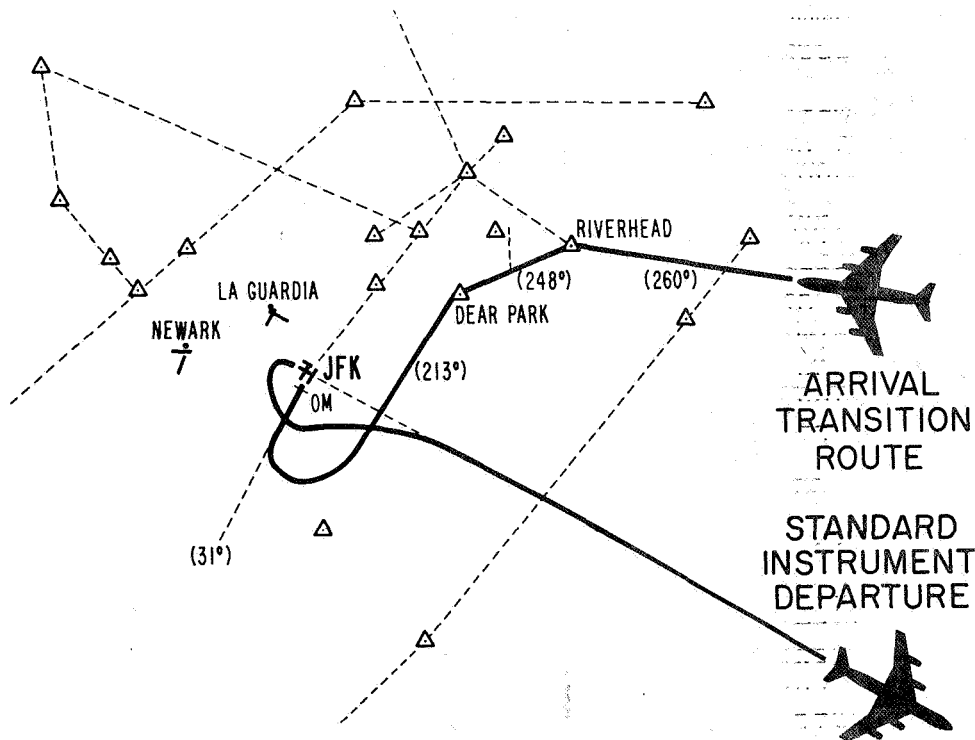 RIVERHEAD
(248°)
(260°)
LA GUARDIA
DEAR PARK
NEWARK
JFK
(213°)
OM
ARRIVAL
TRANSITION
ROUTE
(31°)
STANDARD
INSTRUMENT
DEPARTURE